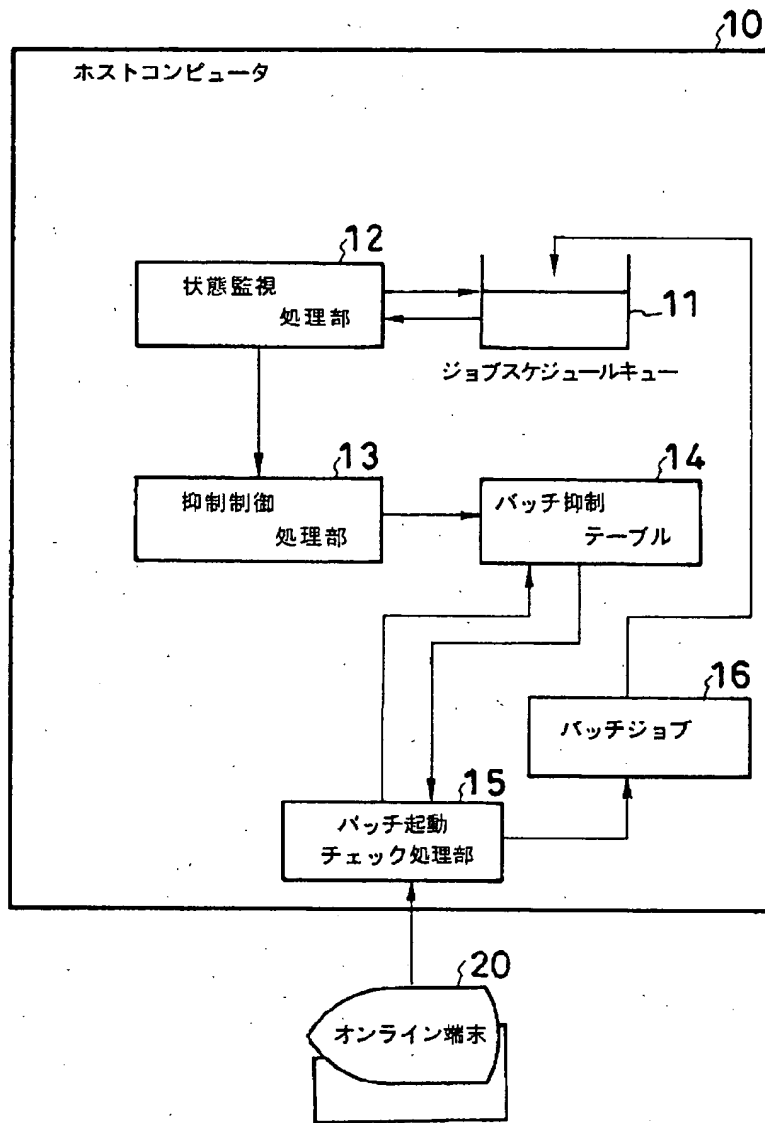 10
ホストコンピュータ
12
状態監視
処理部
11
ジョブスケジュールキュー
13
抑制制御
処理部
14
バッチ抑制
テーブル
16
バッチジョブ
15
バッチ起動
チェック処理部
20
オンライン端末